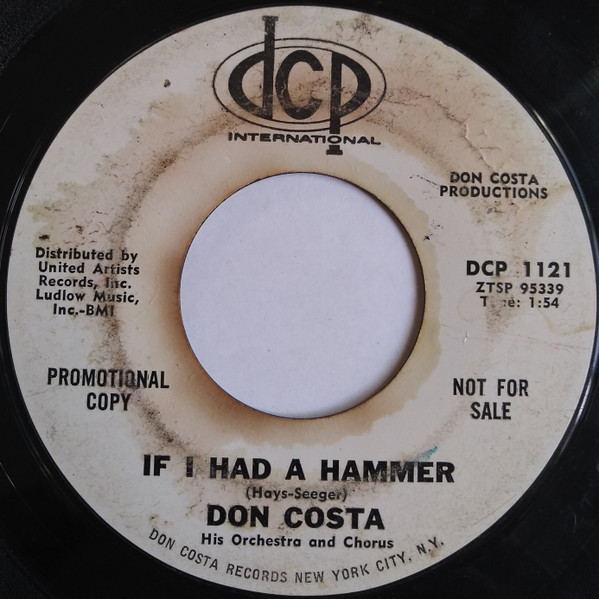 dcp
INTERNATIONAL
DON COSTA
PRODUCTIONS
Distributed by
United Artists
Records, Inc.
Ludlow Music,
Inc.-BMI
DCP 1121
ZTSP 95339
1:54
PROMOTIONAL
COPY
NOT FOR
SALE
IF I HAD A HAMMER
(Hays-Seeger)
DON COSTA
His Orchestra and Chorus
DON COSTA RECORDS NEW YORK CITY, N.Y.